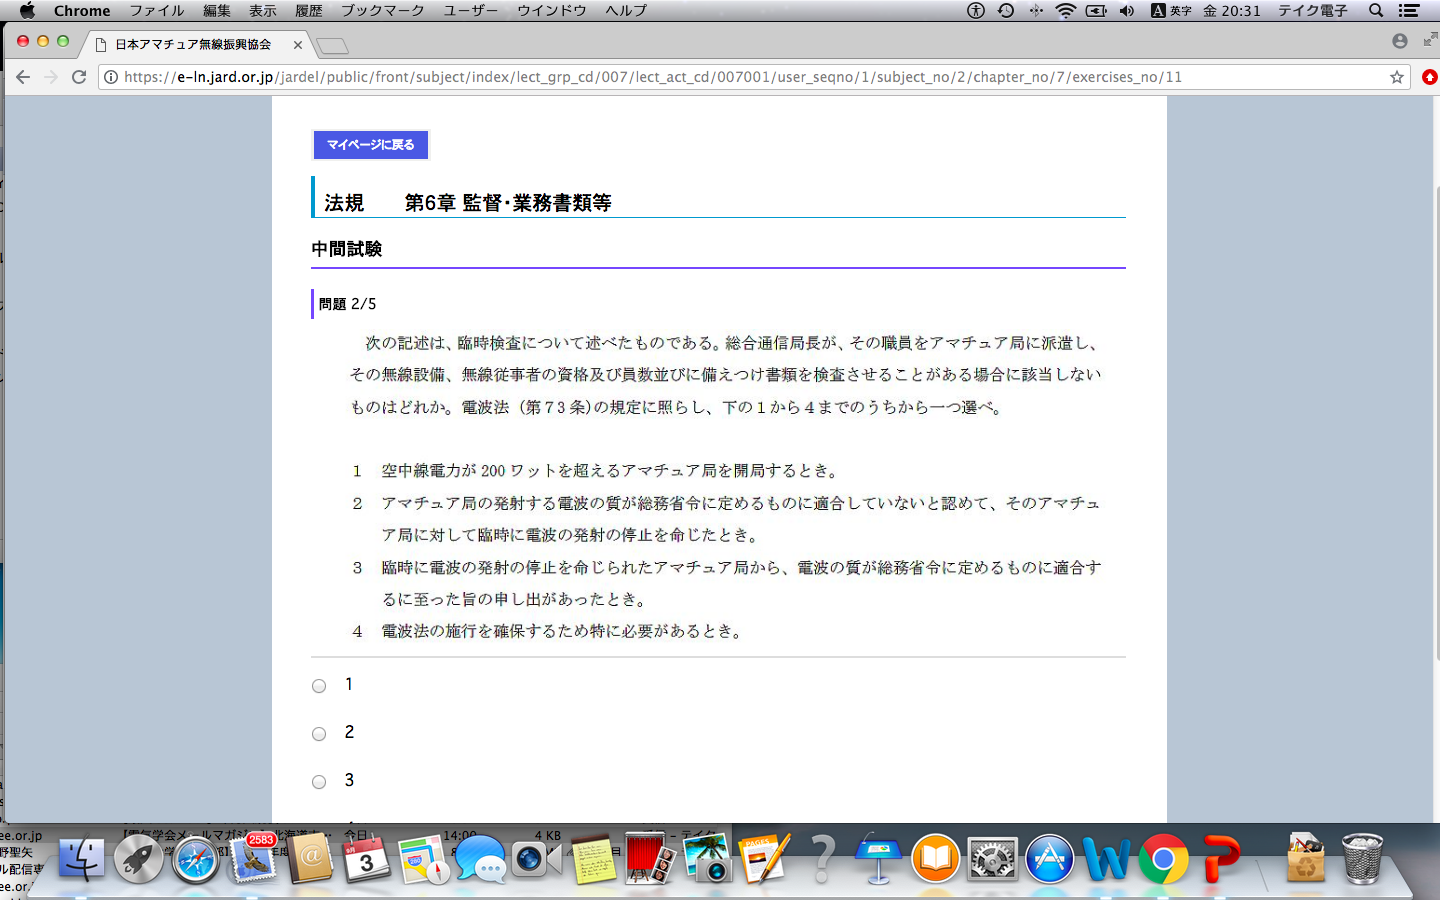 Chrome ファイル 編集 表示 履歴 ブックマーク ユーザー ウインドウ ヘルプ
A 英字 金 20:31 テイク電子
日本アマチュア無線振興協会
https://e-ln.jard.or.jp/jardel/public/front/subject/index/lect_grp_cd/007/lect_act_cd/007001/user_seqno/1/subject_no/2/chapter_no/7/exercises_no/11
マイページに戻る
法規 第6章 監督・業務書類等
中間試験
問題 2/5
次の記述は、臨時検査について述べたものである。総合通信局長が、その職員をアマチュア局に派遣し、
その無線設備、無線従事者の資格及び員数並びに備えつけ書類を検査させることがある場合に該当しない
ものはどれか。電波法(第73条)の規定に照らし、下の1から4までのうちから一つ選べ。
1 空中線電力が 200 ワットを超えるアマチュア局を開局するとき。
2 アマチュア局の発射する電波の質が総務省令に定めるものに適合していないと認めて、そのアマチュ
ア局に対して臨時に電波の発射の停止を命じたとき。
3 臨時に電波の発射の停止を命じられたアマチュア局から、電波の質が総務省令に定めるものに適合す
るに至った旨の申し出があったとき。
4 電波法の施行を確保するため特に必要があるとき。
1
2
3
ee.or.jp
14:00
4 KB
野聖矢
ル配信専
2583
3
PAGES